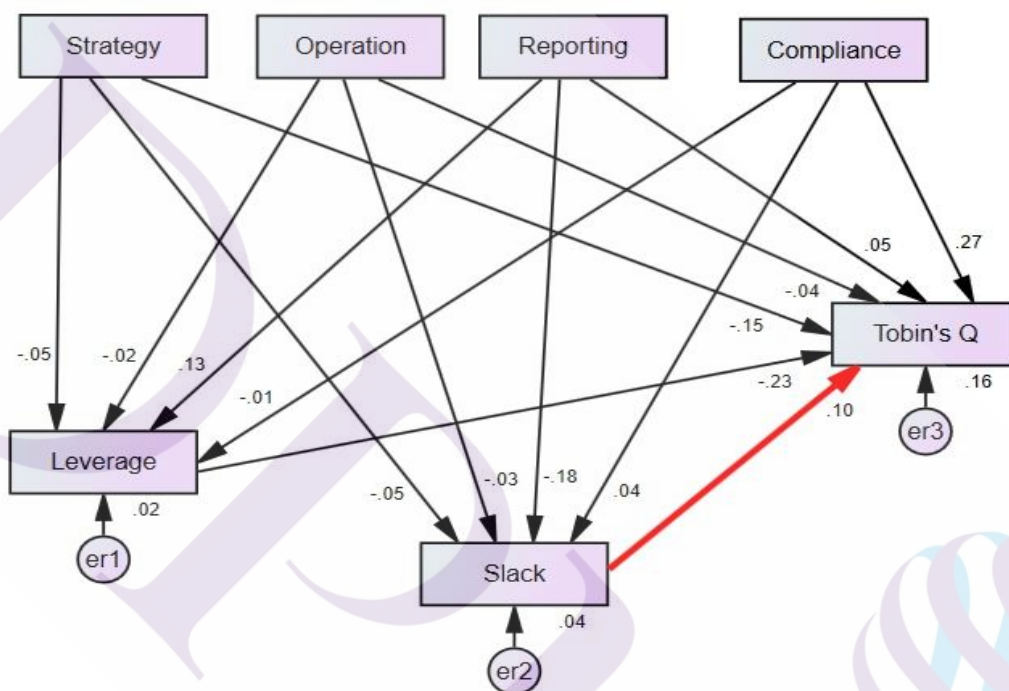 Strategy
Operation
Reporting
Compliance
.05
.27
-.04
-.15
Tobin's Q
-.05
-.02
.13
-.01
-.23
.16
.10
er3
Leverage
-.05
-.03
-.18
.04
.02
er1
Slack
.04
er2